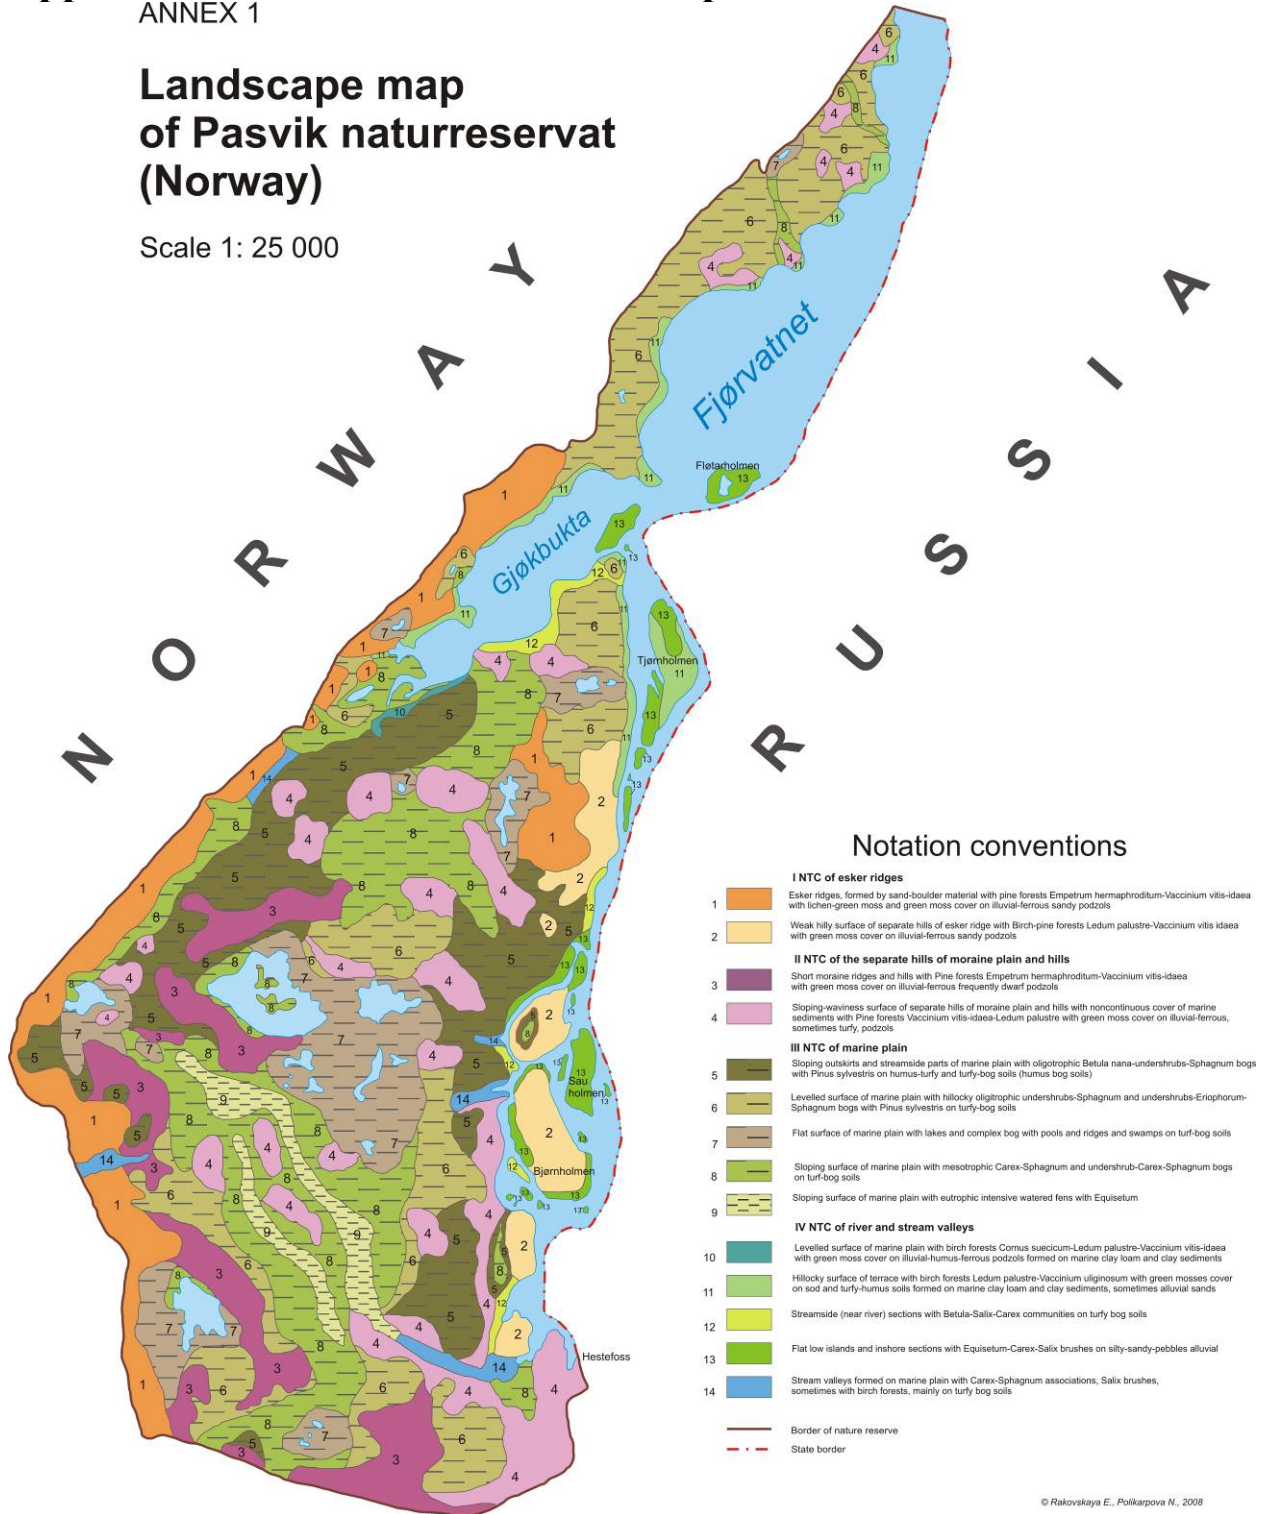 ANNEX 1
Landscape map
of Pasvik naturreservat
(Norway)
Scale 1: 25 000
NORWAY
RUSSIA
Fjørvatnet
Fløtarholmen
Gjøkbukta
Tjørnholmen
Sau
holmen
Bjørnholmen
Hestefoss
Notation conventions
I NTC of esker ridges
1 Esker ridges, formed by sand-boulder material with pine forests Empetrum hermaphroditum-Vaccinium vitis-idaea
with lichen-green moss and green moss cover on illuvial-ferrous sandy podzols
2 Weak hilly surface of separate hills of esker ridge with Birch-pine forests Ledum palustre-Vaccinium vitis idaea
with green moss cover on illuvial-ferrous sandy podzols
II NTC of the separate hills of moraine plain and hills
3 Short moraine ridges and hills with Pine forests Empetrum hermaphroditum-Vaccinium vitis-idaea
with green moss cover on illuvial-ferrous frequently dwarf podzols
4 Sloping-waviness surface of separate hills of moraine plain and hills with noncontinuous cover of marine
sediments with Pine forests Vaccinium vitis-idaea-Ledum palustre with green moss cover on illuvial-ferrous,
sometimes turfy, podzols
III NTC of marine plain
5 Sloping outskirts and streamside parts of marine plain with oligotrophic Betula nana-undershrubs-Sphagnum bogs
with Pinus sylvestris on humus-turfy and turfy-bog soils (humus bog soils)
6 Levelled surface of marine plain with hillocky oligitrophic undershrubs-Sphagnum and undershrubs-Eriophorum-
Sphagnum bogs with Pinus sylvestris on turfy-bog soils
7 Flat surface of marine plain with lakes and complex bog with pools and ridges and swamps on turf-bog soils
8 Sloping surface of marine plain with mesotrophic Carex-Sphagnum and undershrub-Carex-Sphagnum bogs
on turf-bog soils
9 Sloping surface of marine plain with eutrophic intensive watered fens with Equisetum
IV NTC of river and stream valleys
10 Levelled surface of marine plain with birch forests Cornus suecicum-Ledum palustre-Vaccinium vitis-idaea
with green moss cover on illuvial-humus-ferrous podzols formed on marine clay loam and clay sediments
11 Hillocky surface of terrace with birch forests Ledum palustre-Vaccinium uliginosum with green mosses cover
on sod and turfy-humus soils formed on marine clay loam and clay sediments, sometimes alluvial sands
12 Streamside (near river) sections with Betula-Salix-Carex communities on turfy bog soils
13 Flat low islands and inshore sections with Equisetum-Carex-Salix brushes on silty-sandy-pebbles alluvial
14 Stream valleys formed on marine plain with Carex-Sphagnum associations, Salix brushes,
sometimes with birch forests, mainly on turfy bog soils
Border of nature reserve
State border
© Rakovskaya E., Polikarpova N., 2008